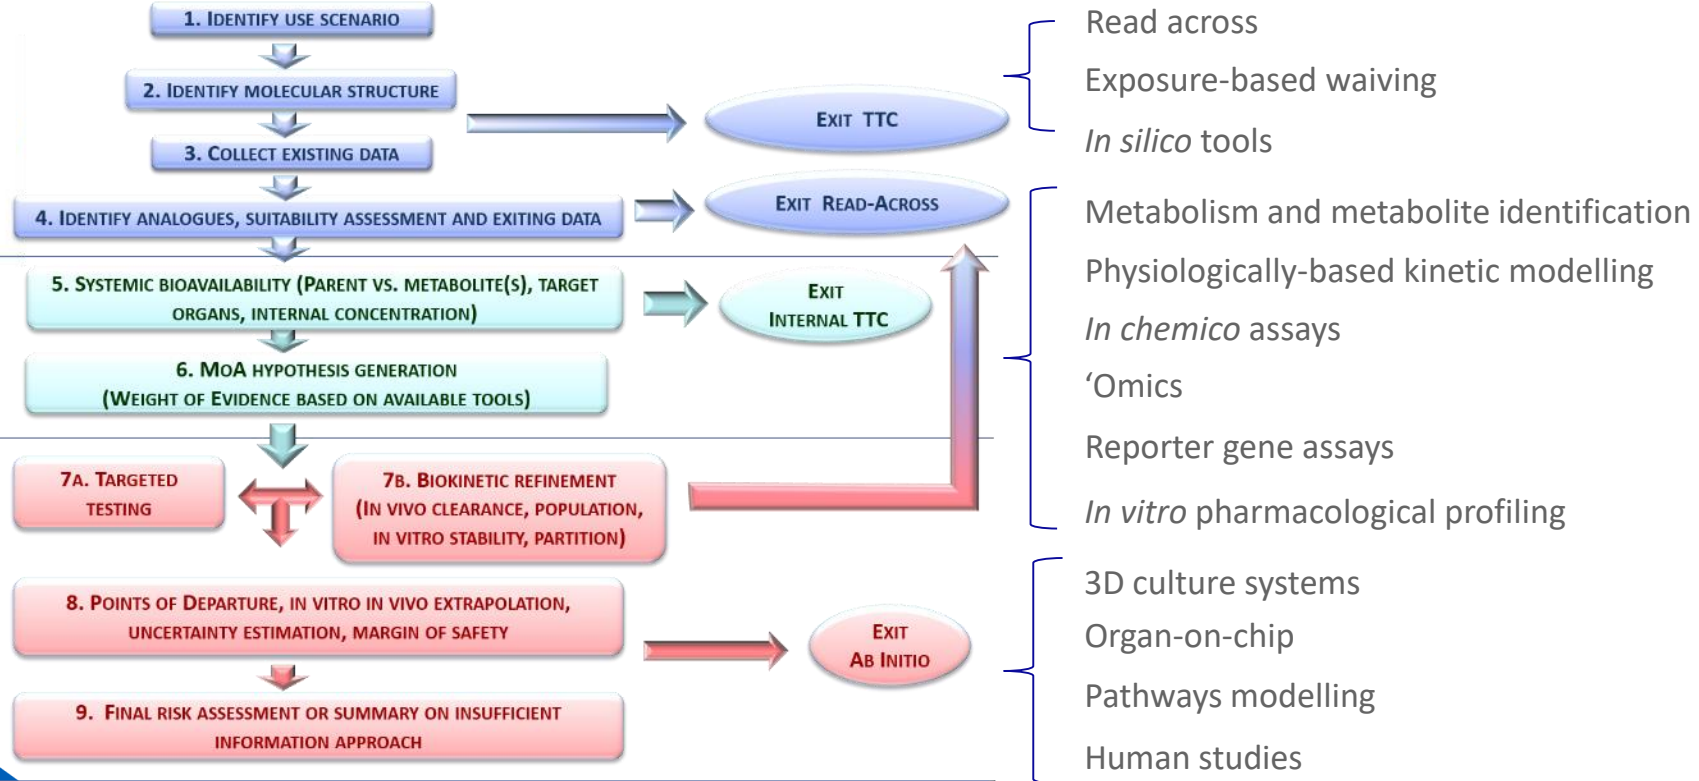 1. IDENTIFY USE SCENARIO
2. IDENTIFY MOLECULAR STRUCTURE
EXIT TTC
3. COLLECT EXISTING DATA
4. IDENTIFY ANALOGUES, SUITABILITY ASSESSMENT AND EXITING DATA
EXIT READ-ACROSS
5. SYSTEMIC BIOAVAILABILITY (PARENT VS. METABOLITE(S), TARGET
ORGANS, INTERNAL CONCENTRATION)
EXIT
INTERNAL TTC
6. MOA HYPOTHESIS GENERATION
(WEIGHT OF EVIDENCE BASED ON AVAILABLE TOOLS)
7A. TARGETED
TESTING
7B. BIOKINETIC REFINEMENT
(IN VIVO CLEARANCE, POPULATION,
IN VITRO STABILITY, PARTITION)
8. POINTS OF DEPARTURE, IN VITRO IN VIVO EXTRAPOLATION,
UNCERTAINTY ESTIMATION, MARGIN OF SAFETY
EXIT
AB INITIO
9. FINAL RISK ASSESSMENT OR SUMMARY ON INSUFFICIENT
INFORMATION APPROACH
Read across
Exposure-based waiving
In silico tools
Metabolism and metabolite identification
Physiologically-based kinetic modelling
In chemico assays
‘Omics
Reporter gene assays
In vitro pharmacological profiling
3D culture systems
Organ-on-chip
Pathways modelling
Human studies